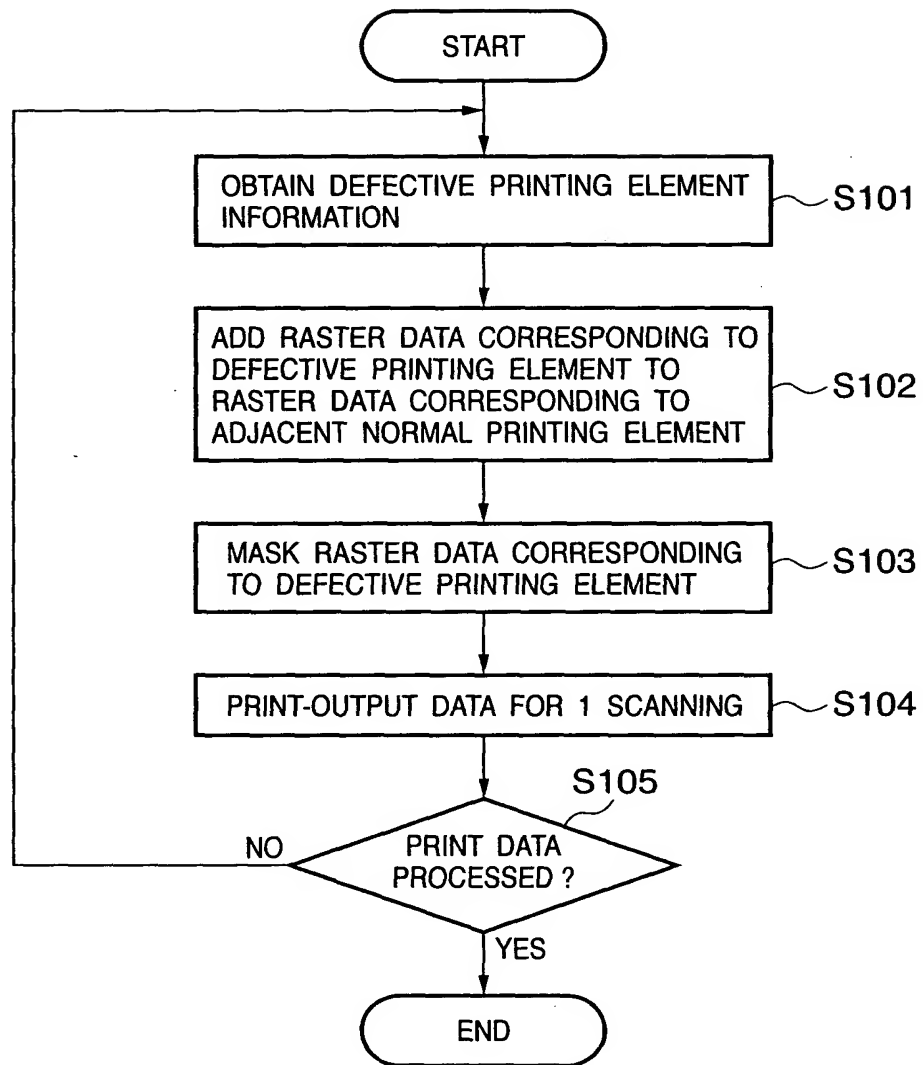 START
OBTAIN DEFECTIVE PRINTING ELEMENT
INFORMATION
S101
ADD RASTER DATA CORRESPONDING TO
DEFECTIVE PRINTING ELEMENT TO
RASTER DATA CORRESPONDING TO
ADJACENT NORMAL PRINTING ELEMENT
S102
MASK RASTER DATA CORRESPONDING
TO DEFECTIVE PRINTING ELEMENT
S103
PRINT-OUTPUT DATA FOR 1 SCANNING
S104
S105
PRINT DATA
PROCESSED ?
NO
YES
END